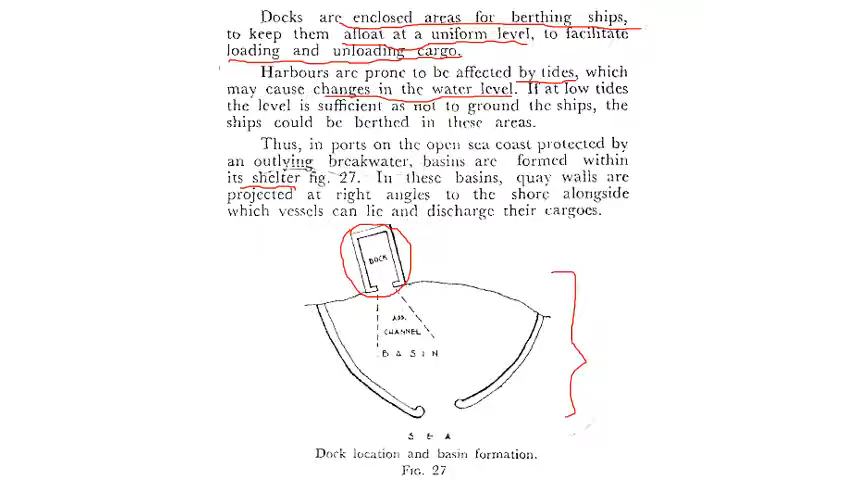 Docks are enclosed areas for berthing ships,
to keep them afloat at a uniform level, to facilitate
loading and unloading cargo.
Harbours are prone to be affected by tides, which
may cause changes in the water level. If at low tides
the level is sufficient as not to ground the ships, the
ships could be berthed in these areas.
Thus, in ports on the open sea coast protected by
an outlying breakwater, basins are formed within
its shelter fig. 27. In these basins, quay walls are
projected at right angles to the shore alongside
which vessels can lie and discharge their cargoes.
DOCK
APP.
CHANNEL
BASIN
SEA
Dock location and basin formation.
FIG. 27